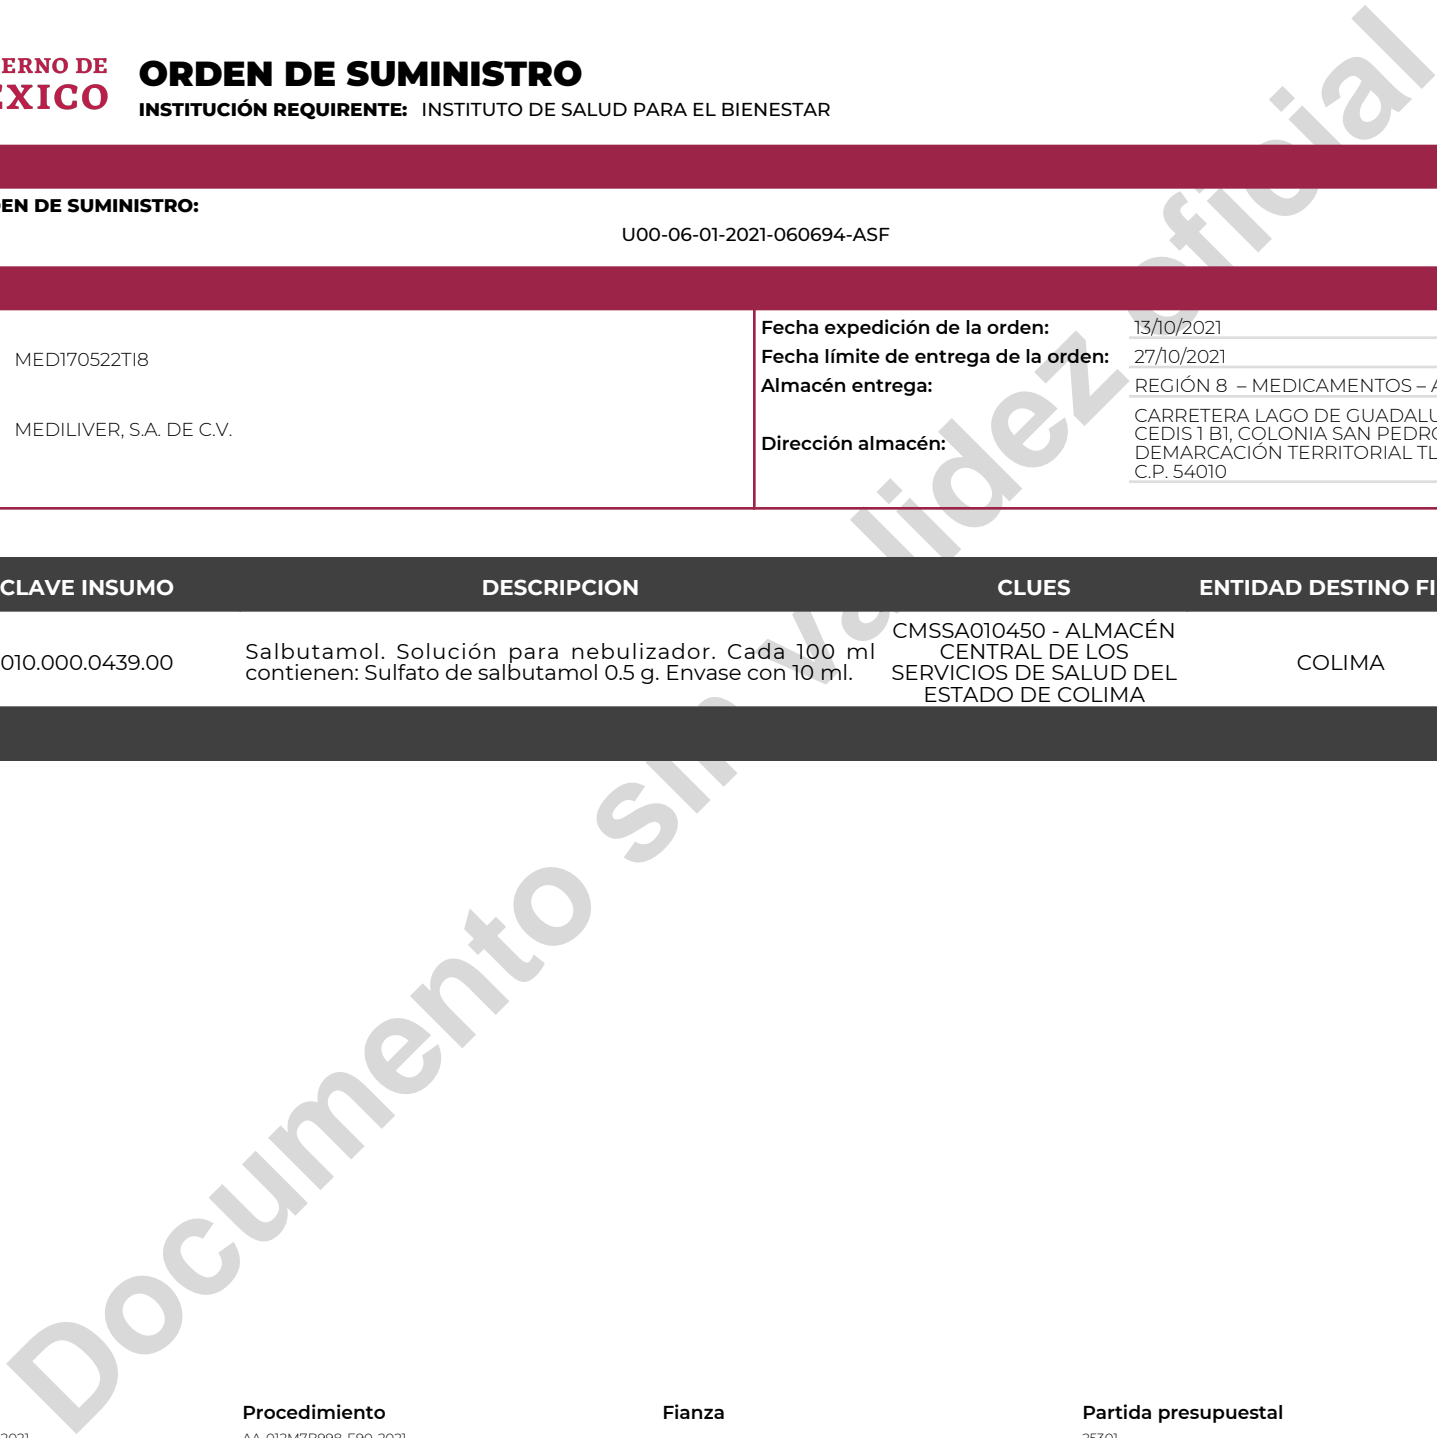 ERNO DE
EXICO
ORDEN DE SUMINISTRO
INSTITUCIÓN REQUIRENTE: INSTITUTO DE SALUD PARA EL BIENESTAR
EN DE SUMINISTRO:
U00-06-01-2021-060694-ASF
MED170522TI8
MEDILIVER, S.A. DE C.V.
Fecha expedición de la orden: 13/10/2021
Fecha límite de entrega de la orden: 27/10/2021
Almacén entrega: REGIÓN 8 – MEDICAMENTOS – A
Dirección almacén:
CARRETERA LAGO DE GUADALU
CEDIS 1 B1, COLONIA SAN PEDRO
DEMARCACIÓN TERRITORIAL TL
C.P. 54010
CLAVE INSUMO DESCRIPCION CLUES ENTIDAD DESTINO FI
010.000.0439.00
Salbutamol. Solución para nebulizador. Cada 100 ml
contienen: Sulfato de salbutamol 0.5 g. Envase con 10 ml.
CMSSA010450 - ALMACÉN
CENTRAL DE LOS
SERVICIOS DE SALUD DEL
ESTADO DE COLIMA
COLIMA
Documento sin validez oficial
Procedimiento Fianza Partida presupuestal
2021 AA-012M7B998-E90-2021 25301